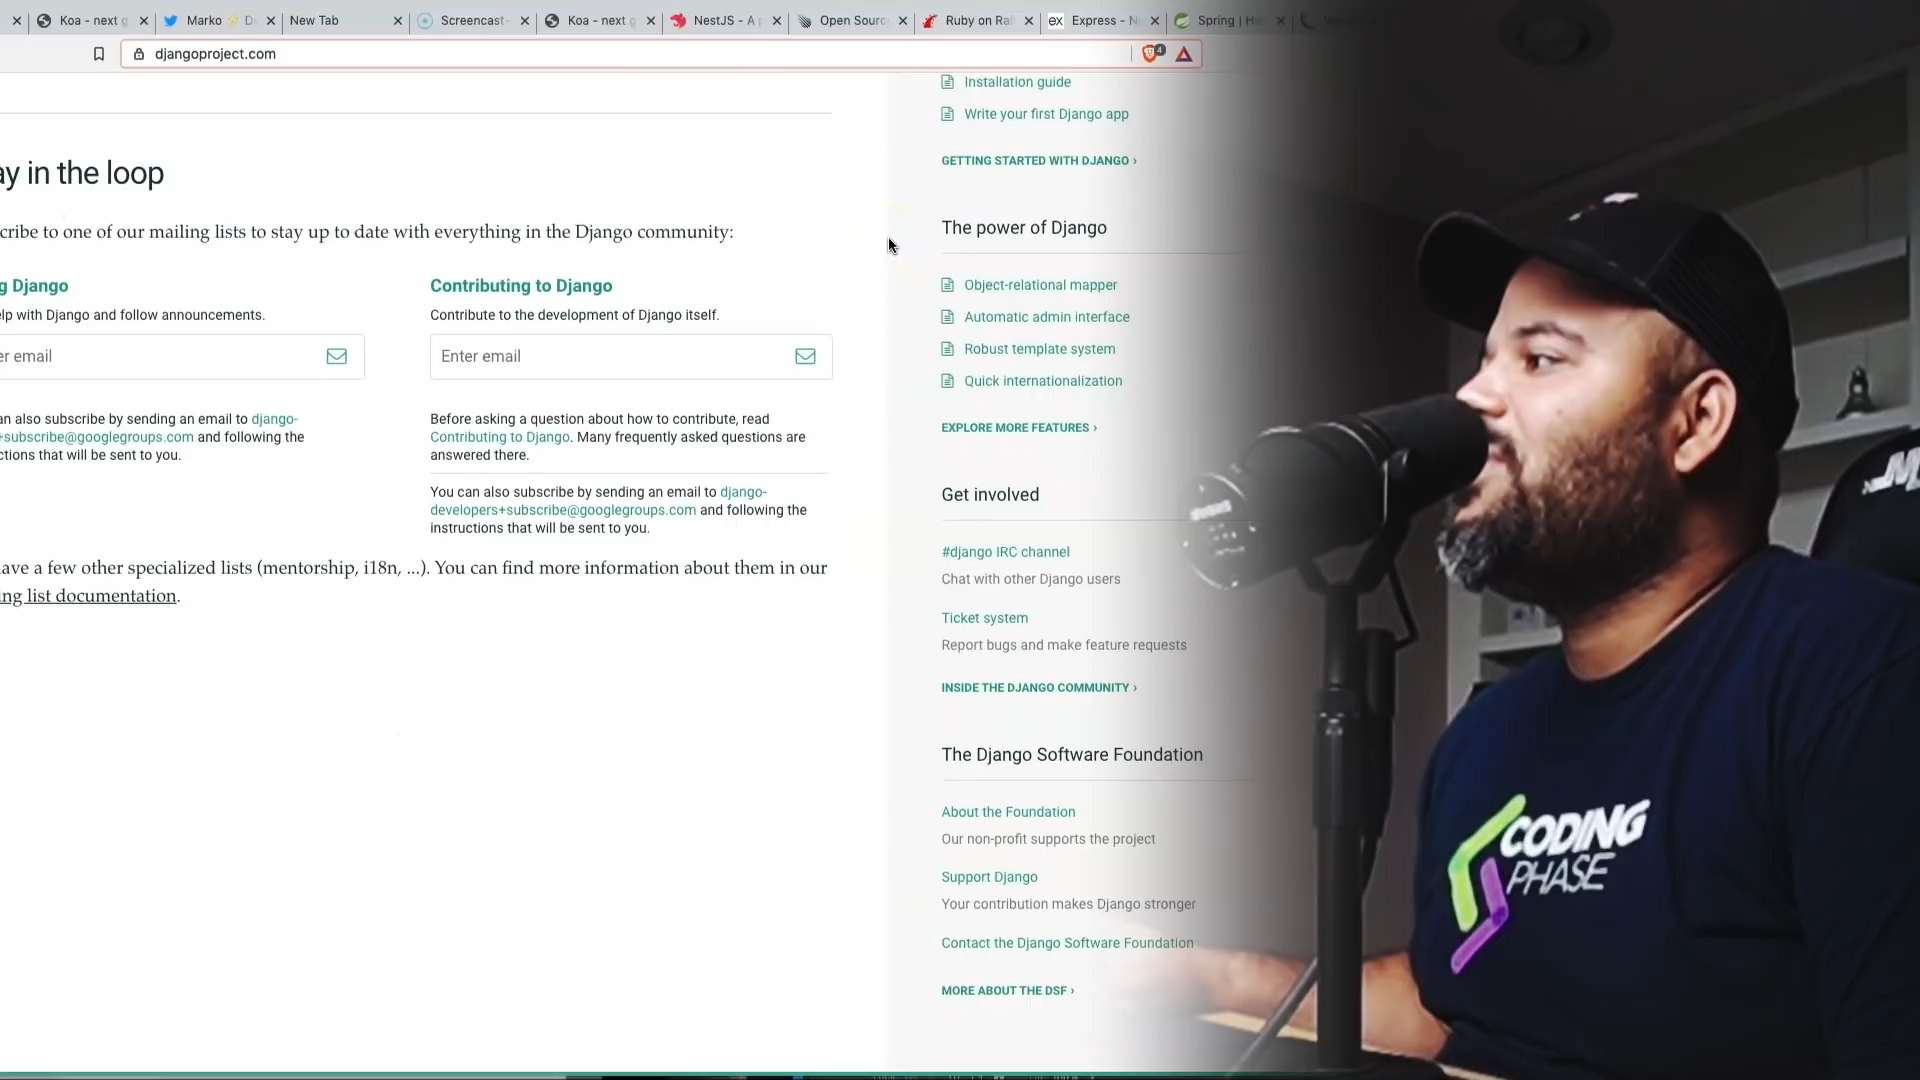 Koa - next g
Marko ⚡ D
New Tab
Screencast-
Koa - next g
NestJS - A p
Open Sourc
Ruby on Rai
EX Express - N
Spring | Ho
djangoproject.com
4
ay in the loop
cribe to one of our mailing lists to stay up to date with everything in the Django community:
g Django
elp with Django and follow announcements.
er email
an also subscribe by sending an email to django-
+subscribe@googlegroups.com and following the
ctions that will be sent to you.
Contributing to Django
Contribute to the development of Django itself.
Enter email
Before asking a question about how to contribute, read
Contributing to Django. Many frequently asked questions are
answered there.
You can also subscribe by sending an email to django-
developers+subscribe@googlegroups.com and following the
instructions that will be sent to you.
ave a few other specialized lists (mentorship, i18n, ...). You can find more information about them in our
ing list documentation.
Installation guide
Write your first Django app
GETTING STARTED WITH DJANGO ›
The power of Django
Object-relational mapper
Automatic admin interface
Robust template system
Quick internationalization
EXPLORE MORE FEATURES ›
Get involved
#django IRC channel
Chat with other Django users
Ticket system
Report bugs and make feature requests
INSIDE THE DJANGO COMMUNITY ›
The Django Software Foundation
About the Foundation
Our non-profit supports the project
Support Django
Your contribution makes Django stronger
Contact the Django Software Foundation
MORE ABOUT THE DSF ›
CODING
PHASE